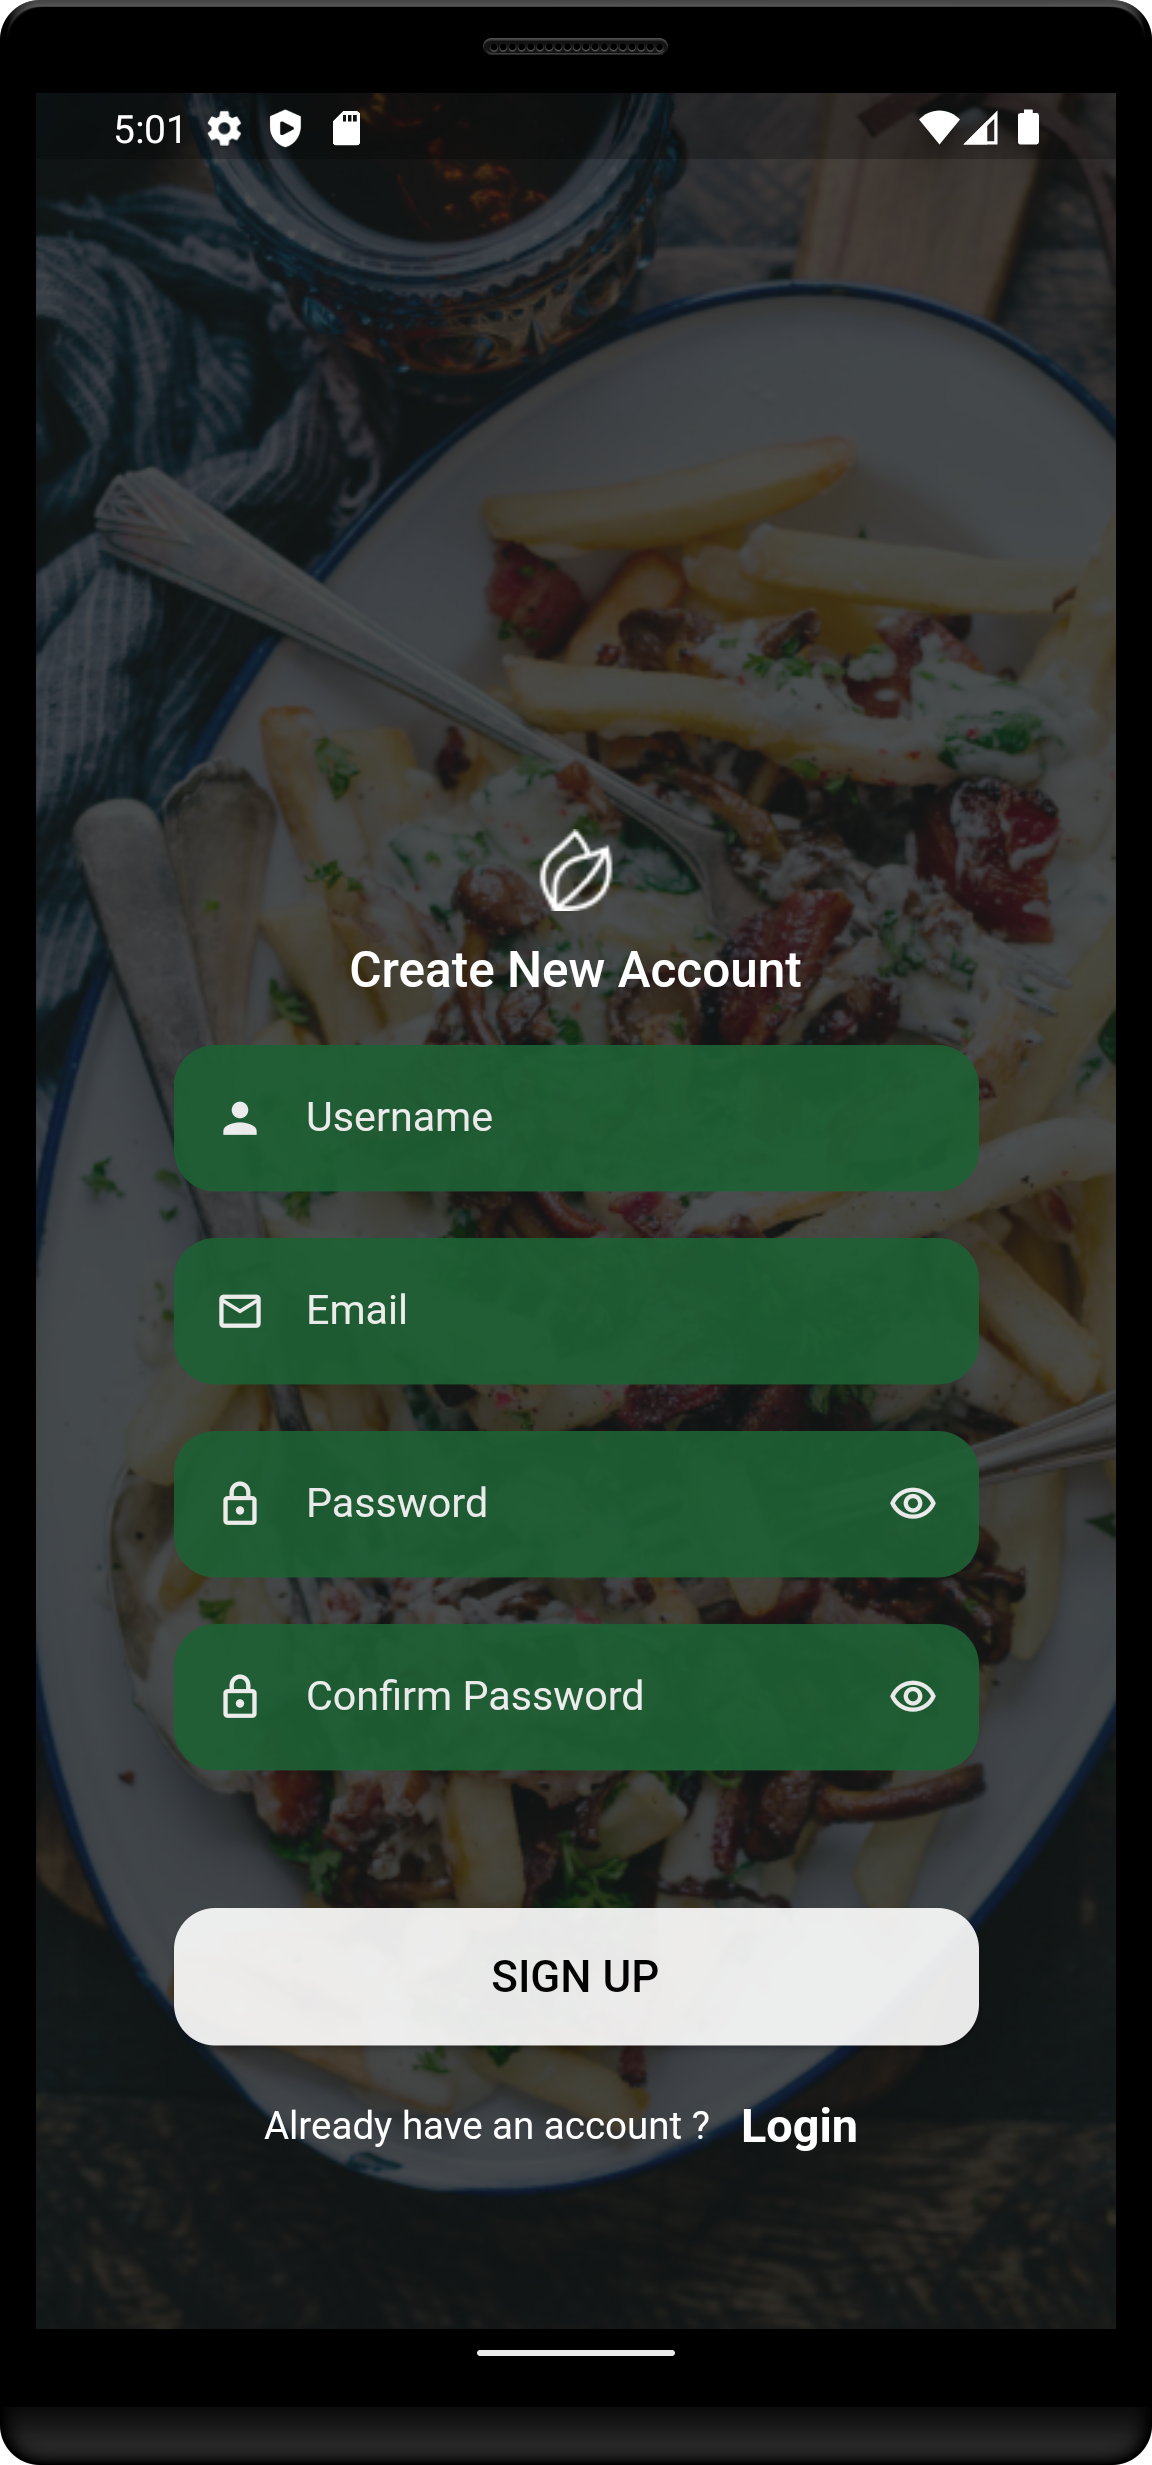 5:01
Create New Account
Username
Email
Password
Confirm Password
SIGN UP
Already have an account ? Login